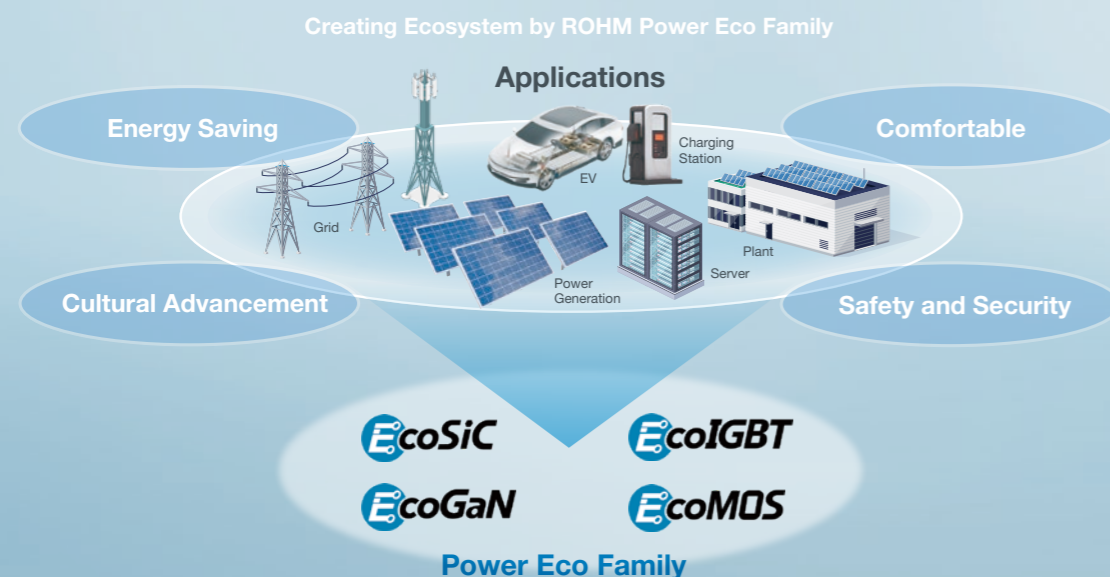 Creating Ecosystem by ROHM Power Eco Family
Applications
Energy Saving
Comfortable
Charging
Station
EV
Grid
Plant
Server
Power
Generation
Cultural Advancement
Safety and Security
EcoSiC
EcoIGBT
EcoGaN
EcoMOS
Power Eco Family